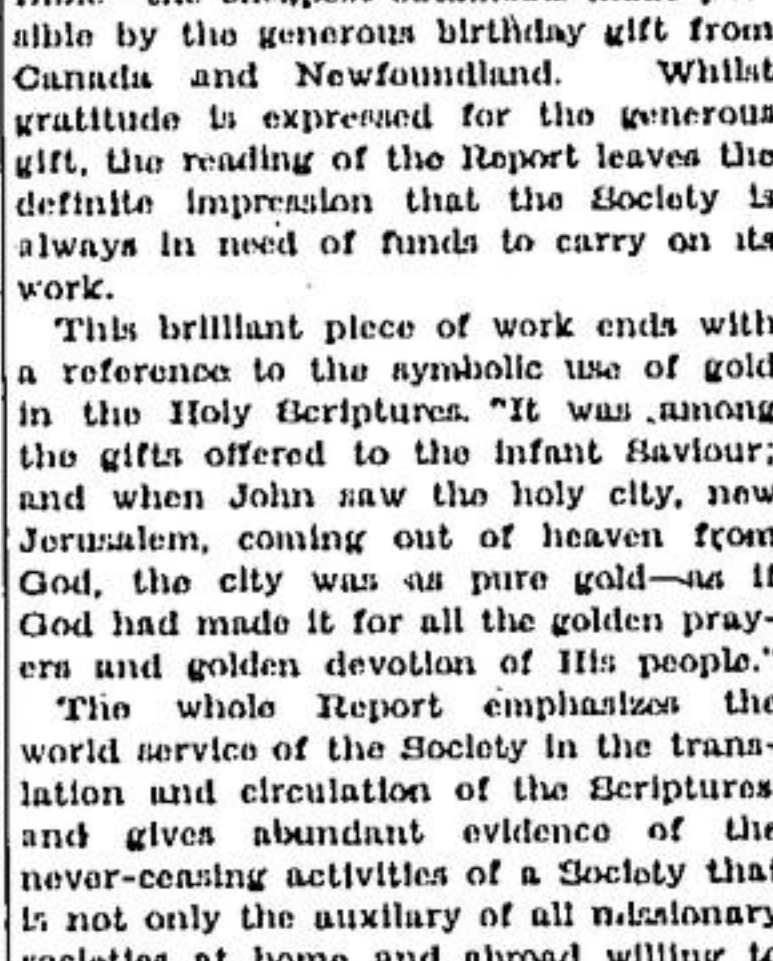 sible by the generous birthday gift from
Canada and Newfoundland. Whilst
gratitude is expressed for the generous
gift, the reading of the Report leaves the
definite impression that the Society is
always in need of funds to carry on its
work.
This brilliant piece of work ends with
a reference to the symbolic use of gold
in the Holy Scriptures. "It was among
the gifts offered to the infant Saviour;
and when John saw the holy city, new
Jerusalem, coming out of heaven from
God, the city was as pure gold—as if
God had made it for all the golden pray-
ers and golden devotion of His people."
The whole Report emphasizes the
world service of the Society in the trans-
lation and circulation of the Scriptures
and gives abundant evidence of the
never-ceasing activities of a Society that
is not only the auxilary of all missionary
societies at home and abroad willing to